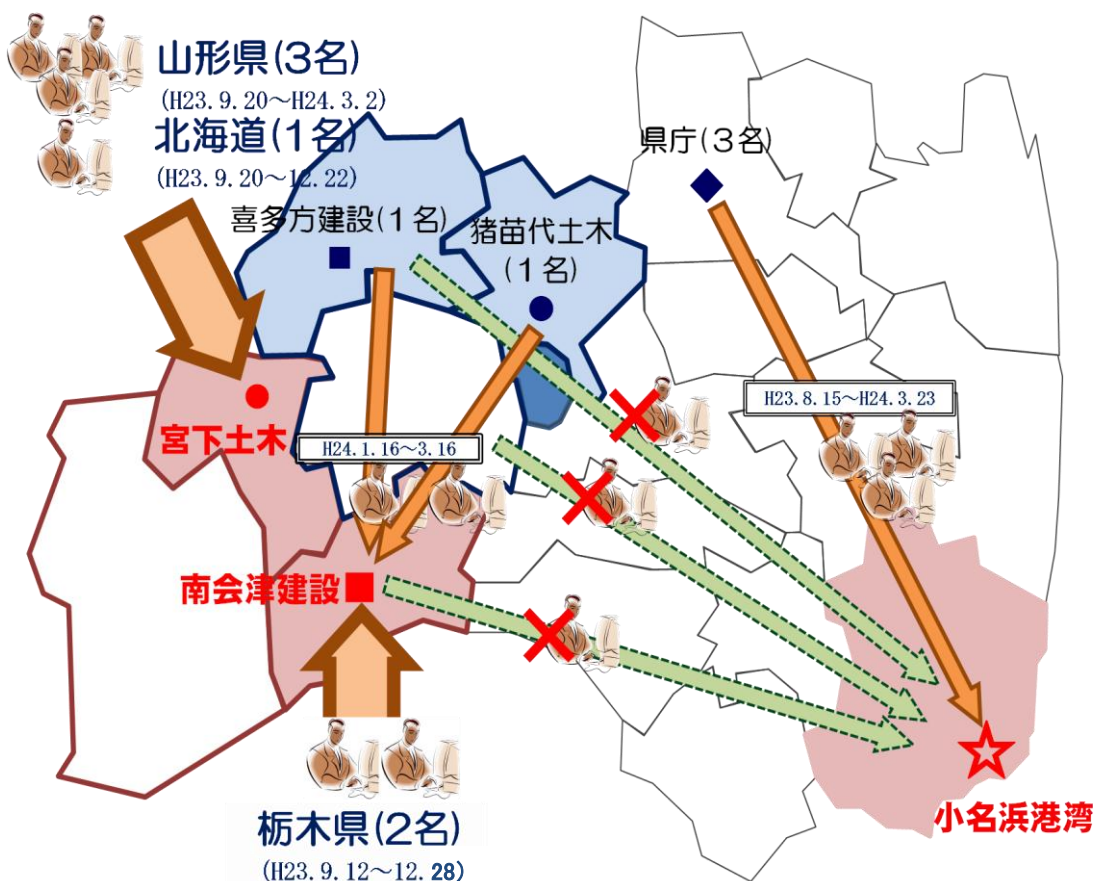 山形県(3名)
(H23.9.20～H24.3.2)
北海道(1名)
(H23.9.20～12.22)
県庁(3名)
喜多方建設(1名)
猪苗代土木
(1名)
H23.8.15～H24.3.23
宮下土木
H24.1.16～3.16
南会津建設
小名浜港湾
栃木県(2名)
(H23.9.12～12.28)